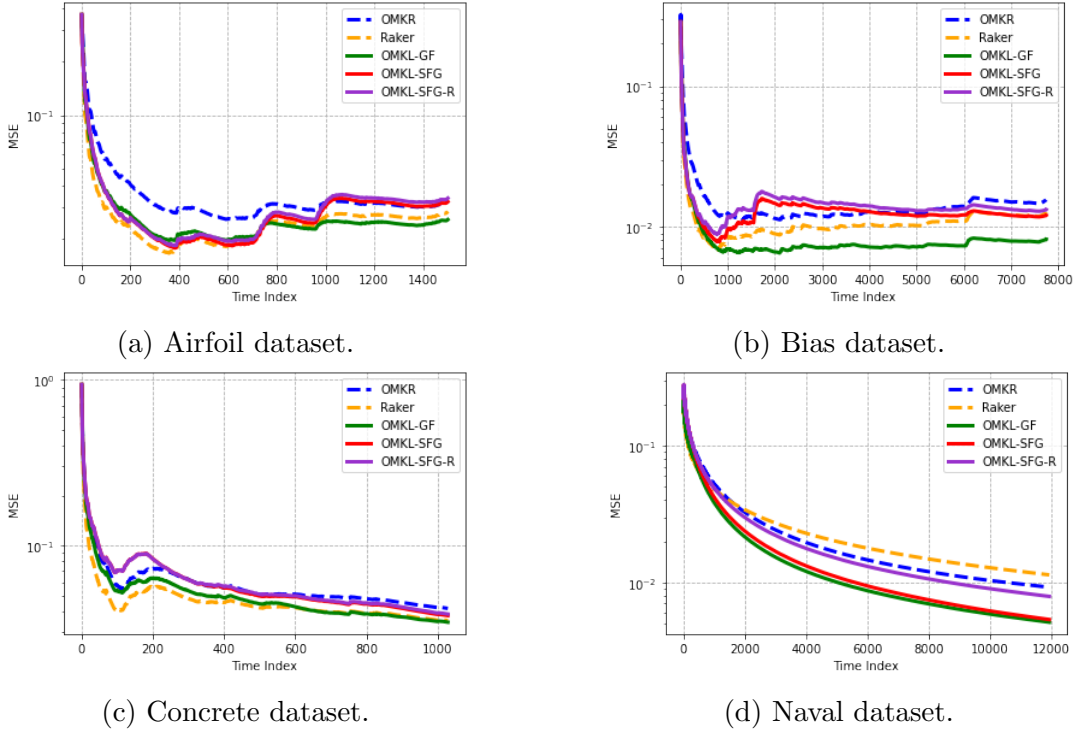 OMKR
Raker
OMKL-GF
OMKL-SFG
OMKL-SFG-R
10⁻¹
MSE
0 200 400 600 800 1000 1200 1400
Time Index
(a) Airfoil dataset.
OMKR
Raker
OMKL-GF
OMKL-SFG
OMKL-SFG-R
10⁻¹
10⁻²
MSE
0 1000 2000 3000 4000 5000 6000 7000 8000
Time Index
(b) Bias dataset.
OMKR
Raker
OMKL-GF
OMKL-SFG
OMKL-SFG-R
10⁰
10⁻¹
MSE
0 200 400 600 800 1000
Time Index
(c) Concrete dataset.
OMKR
Raker
OMKL-GF
OMKL-SFG
OMKL-SFG-R
10⁻¹
10⁻²
MSE
0 2000 4000 6000 8000 10000 12000
Time Index
(d) Naval dataset.